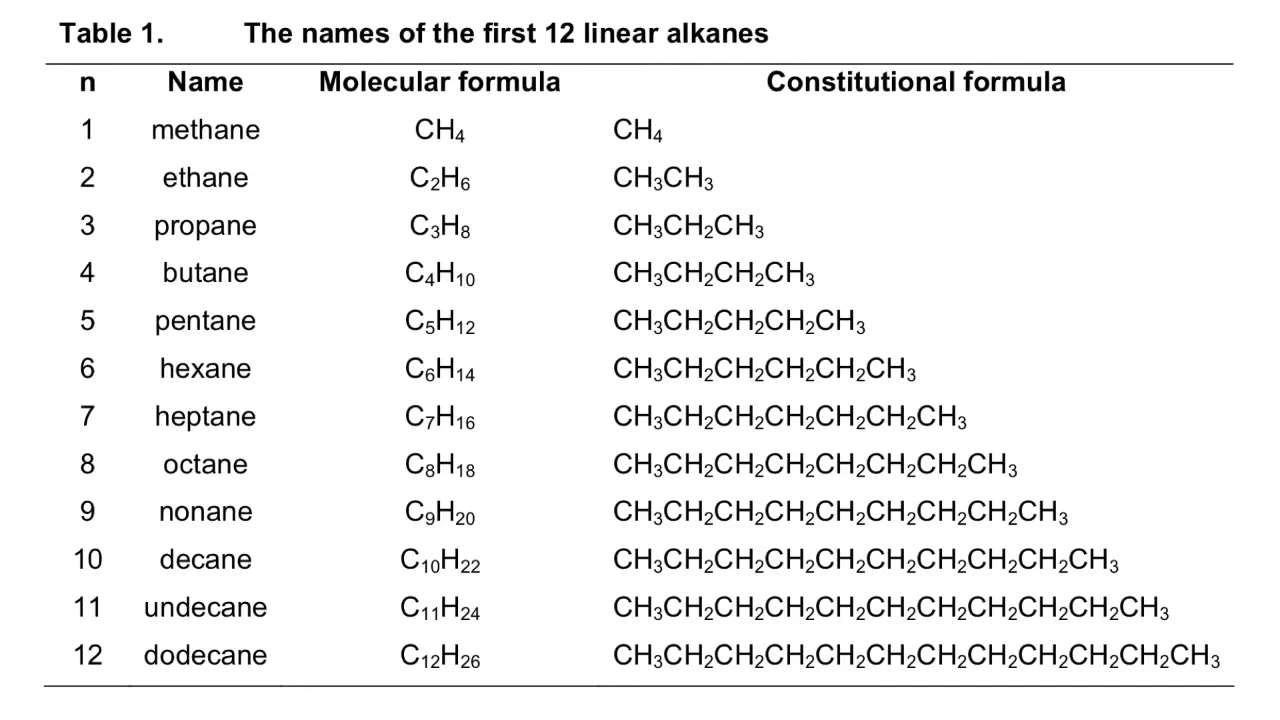 Table 1. The names of the first 12 linear alkanes
n Name Molecular formula Constitutional formula
1 methane CH₄ CH₄
2 ethane C₂H₆ CH₃CH₃
3 propane C₃H₈ CH₃CH₂CH₃
4 butane C₄H₁₀ CH₃CH₂CH₂CH₃
5 pentane C₅H₁₂ CH₃CH₂CH₂CH₂CH₃
6 hexane C₆H₁₄ CH₃CH₂CH₂CH₂CH₂CH₃
7 heptane C₇H₁₆ CH₃CH₂CH₂CH₂CH₂CH₂CH₃
8 octane C₈H₁₈ CH₃CH₂CH₂CH₂CH₂CH₂CH₂CH₃
9 nonane C₉H₂₀ CH₃CH₂CH₂CH₂CH₂CH₂CH₂CH₂CH₃
10 decane C₁₀H₂₂ CH₃CH₂CH₂CH₂CH₂CH₂CH₂CH₂CH₂CH₃
11 undecane C₁₁H₂₄ CH₃CH₂CH₂CH₂CH₂CH₂CH₂CH₂CH₂CH₂CH₃
12 dodecane C₁₂H₂₆ CH₃CH₂CH₂CH₂CH₂CH₂CH₂CH₂CH₂CH₂CH₂CH₃